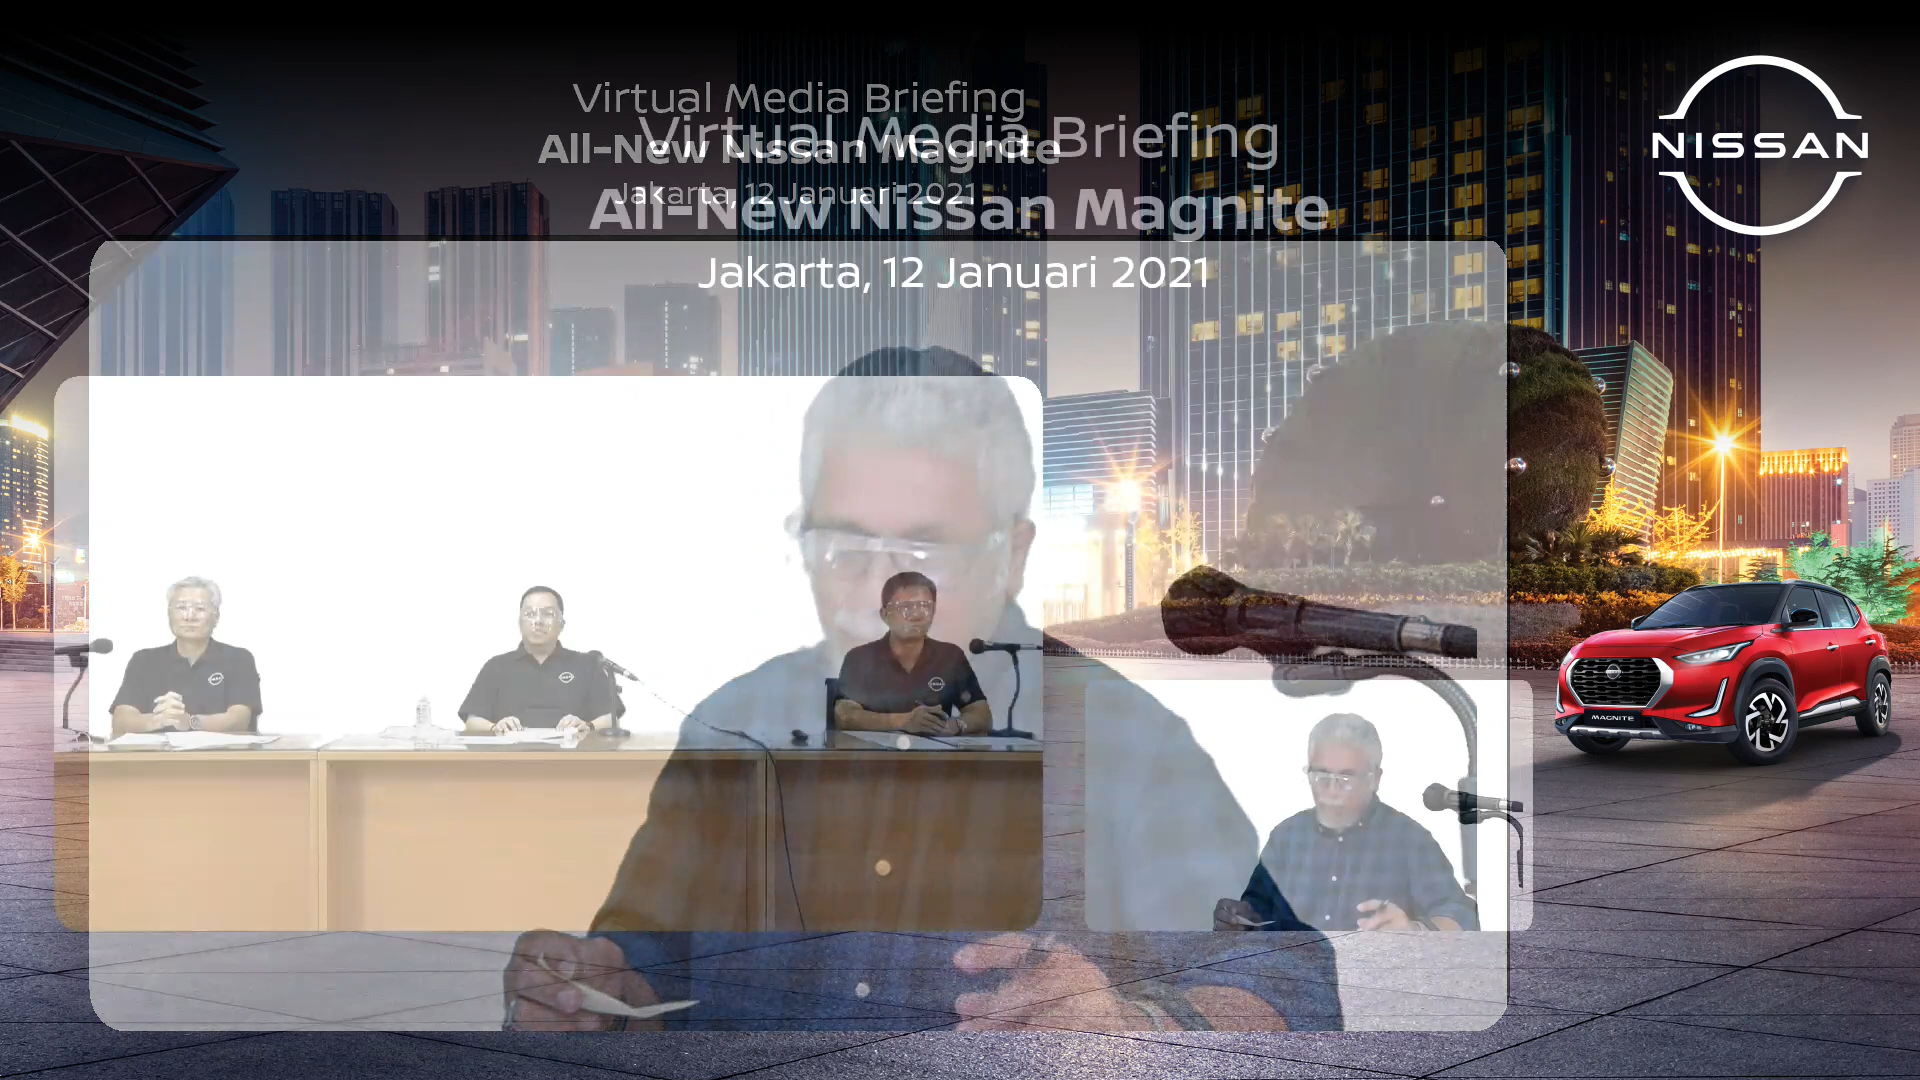 Virtual Media Briefing
All-New Nissan Magnite
Jakarta, 12 Januari 2021
Virtual Media Briefing
All-New Nissan Magnite
Jakarta, 12 Januari 2021
NISSAN
MAGNITE